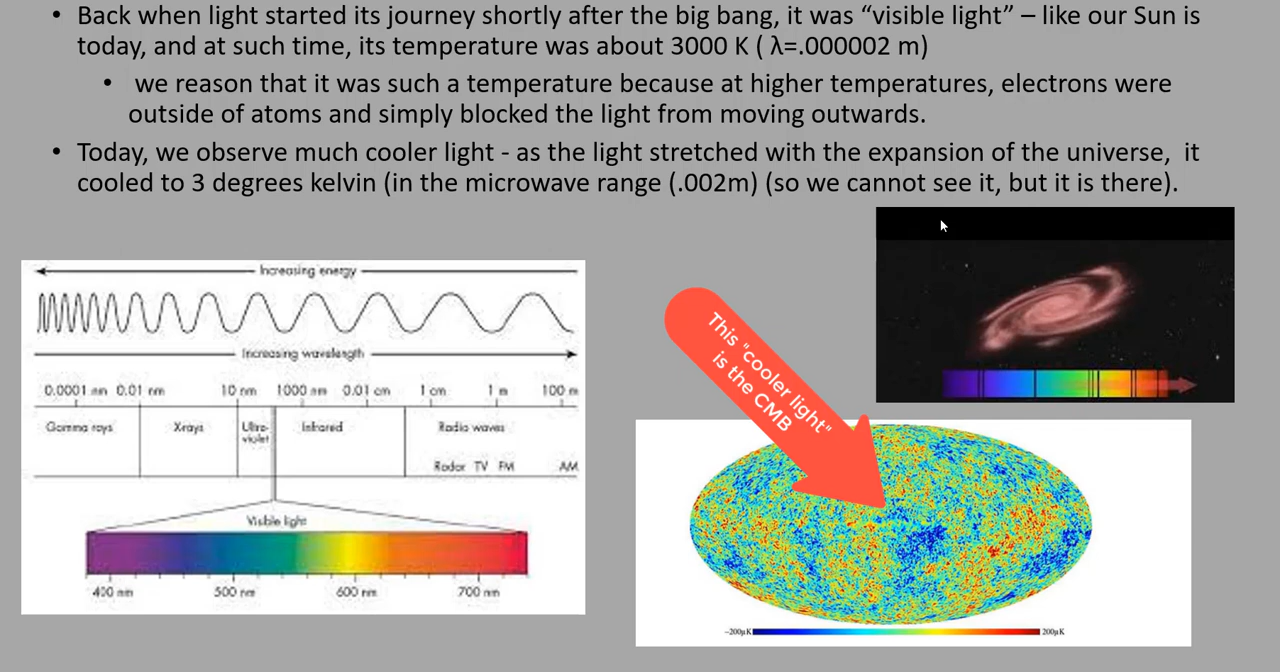 • Back when light started its journey shortly after the big bang, it was “visible light” – like our Sun is
today, and at such time, its temperature was about 3000 K ( λ=.000002 m)
• we reason that it was such a temperature because at higher temperatures, electrons were
outside of atoms and simply blocked the light from moving outwards.
• Today, we observe much cooler light - as the light stretched with the expansion of the universe, it
cooled to 3 degrees kelvin (in the microwave range (.002m) (so we cannot see it, but it is there).
Increasing energy
Increasing wavelength
0.0001 nm 0.01 nm 10 nm 1000 nm 0.01 cm 1 cm 1 m 100 m
Gamma rays Xrays Ultra-
violet Infrared Radio waves
Radar TV FM AM
Visible light
400 nm 500 nm 600 nm 700 nm
This "cooler light"
is the CMB
-200μK 200μK